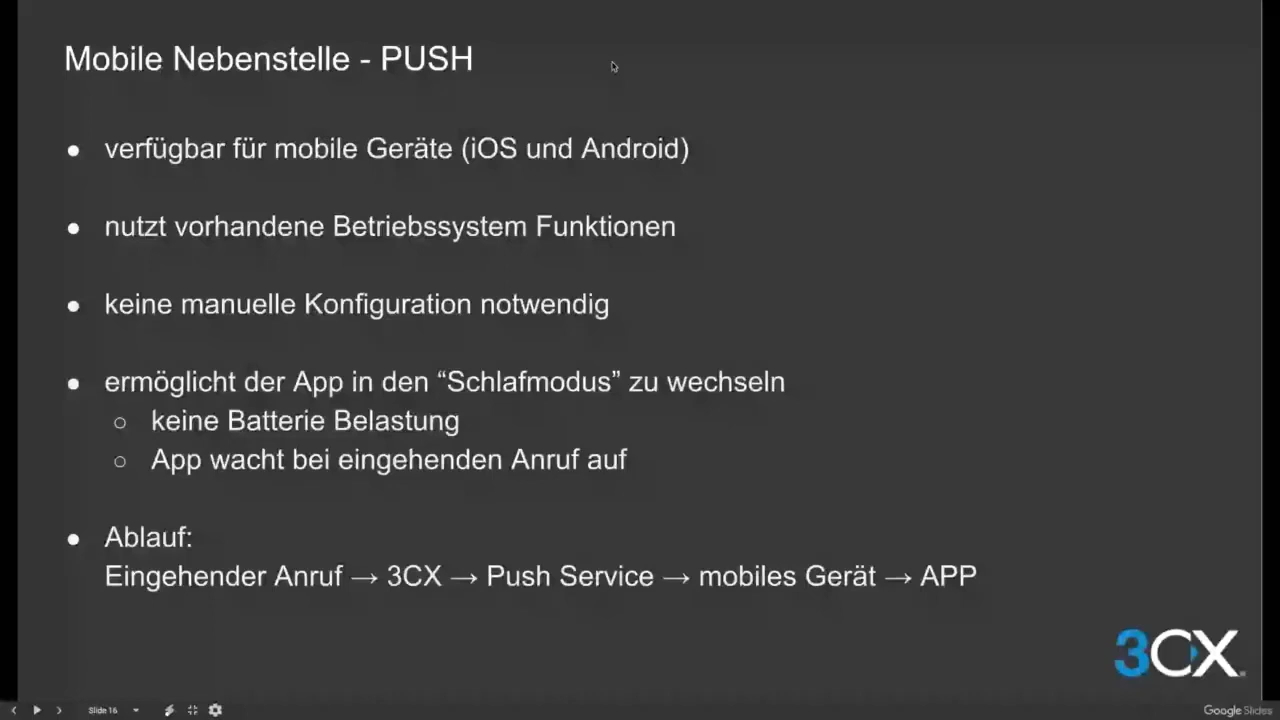 Mobile Nebenstelle - PUSH
● verfügbar für mobile Geräte (iOS und Android)
● nutzt vorhandene Betriebssystem Funktionen
● keine manuelle Konfiguration notwendig
● ermöglicht der App in den “Schlafmodus” zu wechseln
○ keine Batterie Belastung
○ App wacht bei eingehenden Anruf auf
● Ablauf:
Eingehender Anruf → 3CX → Push Service → mobiles Gerät → APP
3CX
Slide 16
Google Slides